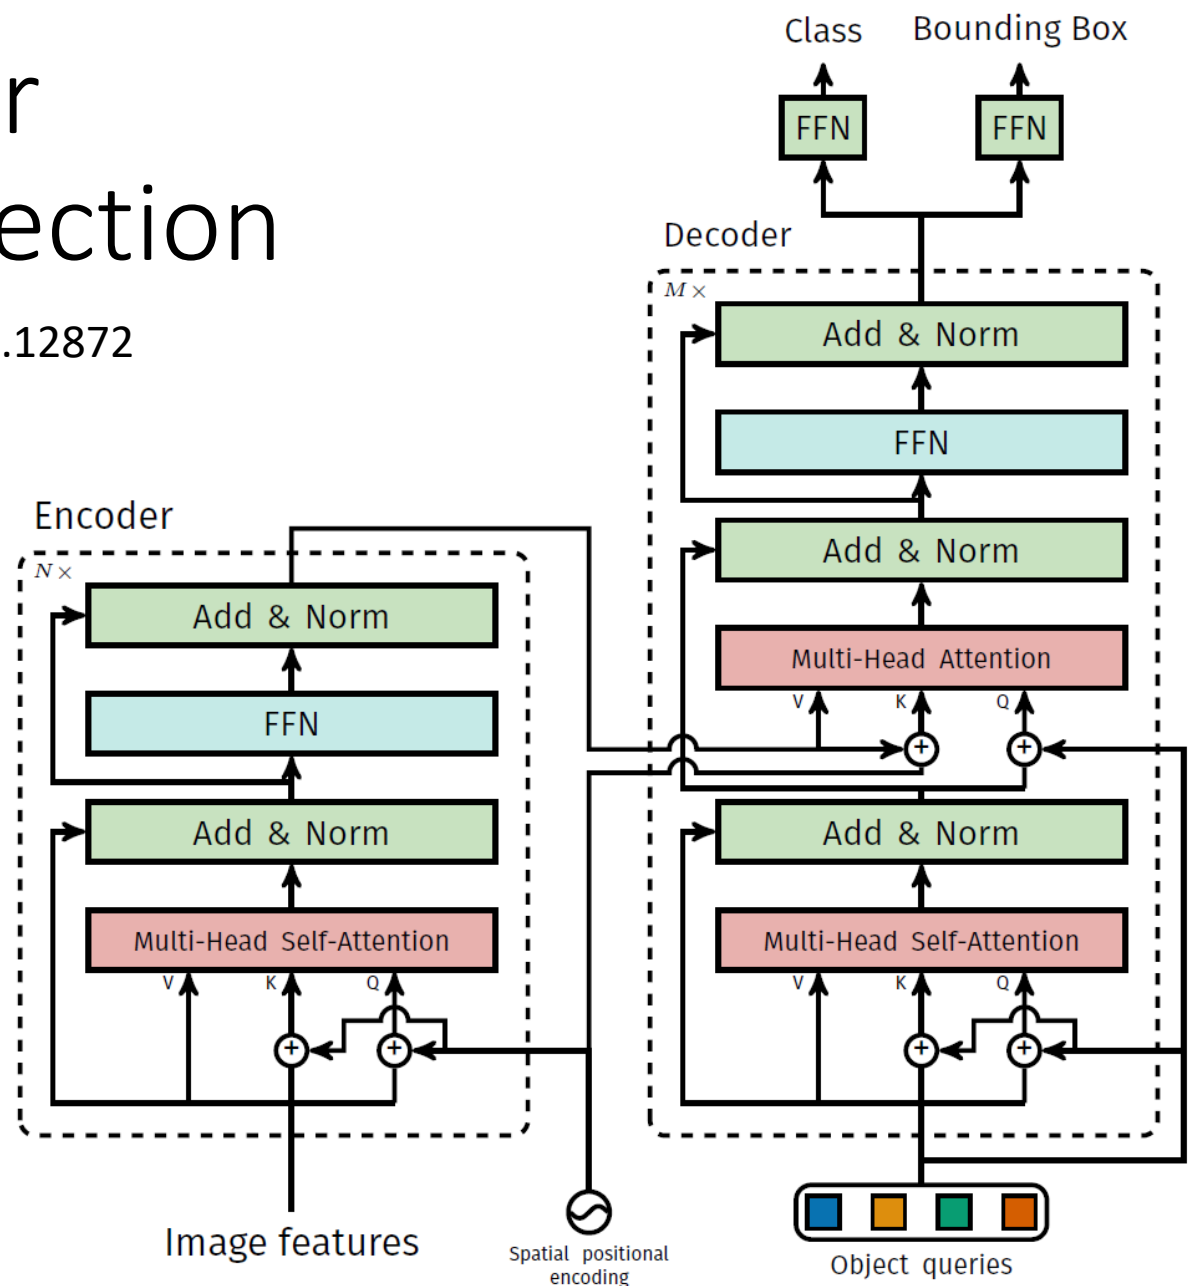 r
ection
.12872
Class
Bounding Box
FFN
FFN
Decoder
M ×
Add & Norm
FFN
Add & Norm
Multi-Head Attention
V
K
Q
+
+
Add & Norm
Multi-Head Self-Attention
V
K
Q
+
+
Object queries
Encoder
N ×
Add & Norm
FFN
Add & Norm
Multi-Head Self-Attention
V
K
Q
+
+
Image features
Spatial positional
encoding